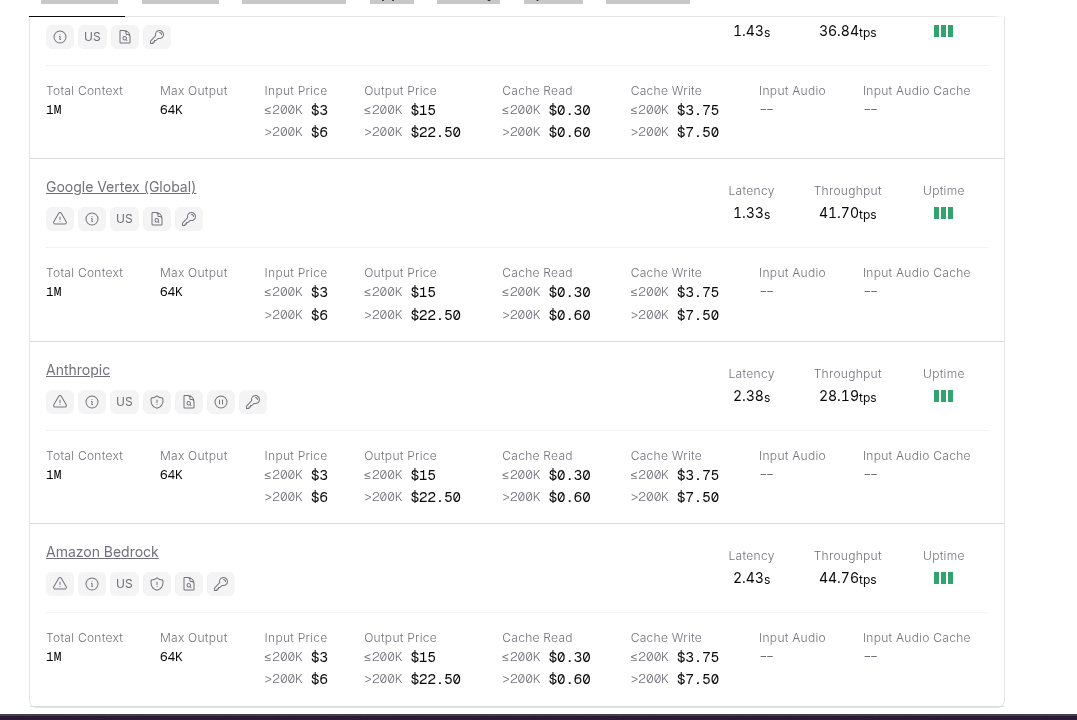 US
1.43s 36.84tps
Total Context Max Output Input Price Output Price Cache Read Cache Write Input Audio Input Audio Cache
1M 64K ≤200K $3 ≤200K $15 ≤200K $0.30 ≤200K $3.75 -- --
>200K $6 >200K $22.50 >200K $0.60 >200K $7.50
Google Vertex (Global)
Latency Throughput Uptime
US
1.33s 41.70tps
Total Context Max Output Input Price Output Price Cache Read Cache Write Input Audio Input Audio Cache
1M 64K ≤200K $3 ≤200K $15 ≤200K $0.30 ≤200K $3.75 -- --
>200K $6 >200K $22.50 >200K $0.60 >200K $7.50
Anthropic
Latency Throughput Uptime
US
2.38s 28.19tps
Total Context Max Output Input Price Output Price Cache Read Cache Write Input Audio Input Audio Cache
1M 64K ≤200K $3 ≤200K $15 ≤200K $0.30 ≤200K $3.75 -- --
>200K $6 >200K $22.50 >200K $0.60 >200K $7.50
Amazon Bedrock
Latency Throughput Uptime
US
2.43s 44.76tps
Total Context Max Output Input Price Output Price Cache Read Cache Write Input Audio Input Audio Cache
1M 64K ≤200K $3 ≤200K $15 ≤200K $0.30 ≤200K $3.75 -- --
>200K $6 >200K $22.50 >200K $0.60 >200K $7.50